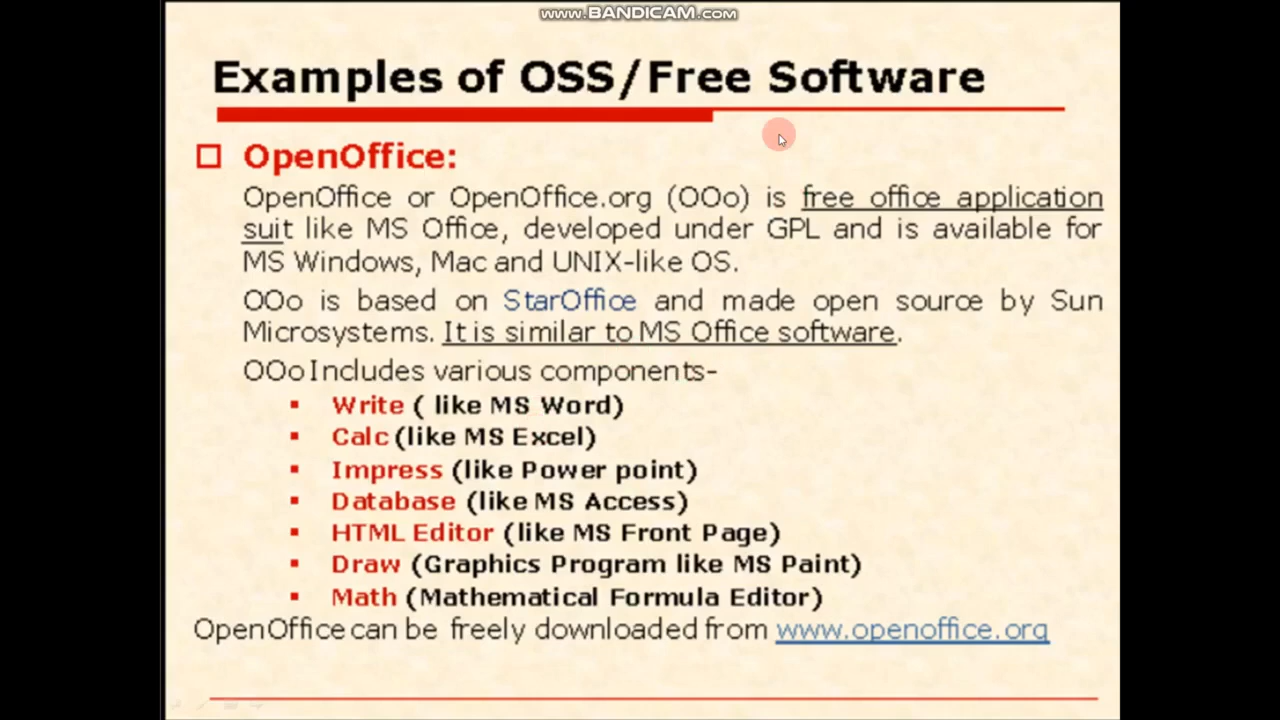 www.BANDICAM.com
Examples of OSS/Free Software
OpenOffice:
OpenOffice or OpenOffice.org (OOo) is free office application
suit like MS Office, developed under GPL and is available for
MS Windows, Mac and UNIX-like OS.
OOo is based on StarOffice and made open source by Sun
Microsystems. It is similar to MS Office software.
OOo Includes various components-
Write ( like MS Word)
Calc (like MS Excel)
Impress (like Power point)
Database (like MS Access)
HTML Editor (like MS Front Page)
Draw (Graphics Program like MS Paint)
Math (Mathematical Formula Editor)
OpenOffice can be freely downloaded from www.openoffice.org